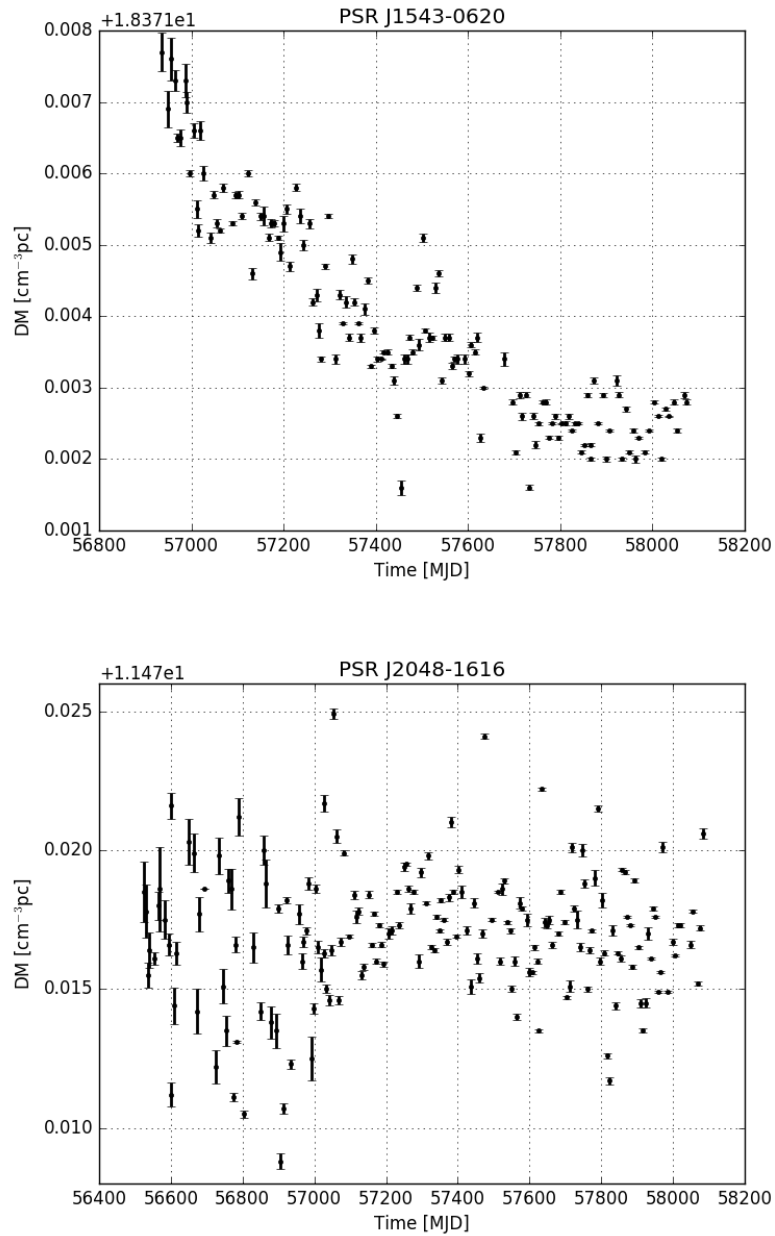 PSR J1543-0620
+1.8371e1
0.008
0.007
0.006
0.005
0.004
0.003
0.002
0.001
DM [cm⁻³pc]
56800 57000 57200 57400 57600 57800 58000 58200
Time [MJD]
PSR J2048-1616
+1.147e1
0.025
0.020
0.015
0.010
DM [cm⁻³pc]
56400 56600 56800 57000 57200 57400 57600 57800 58000 58200
Time [MJD]